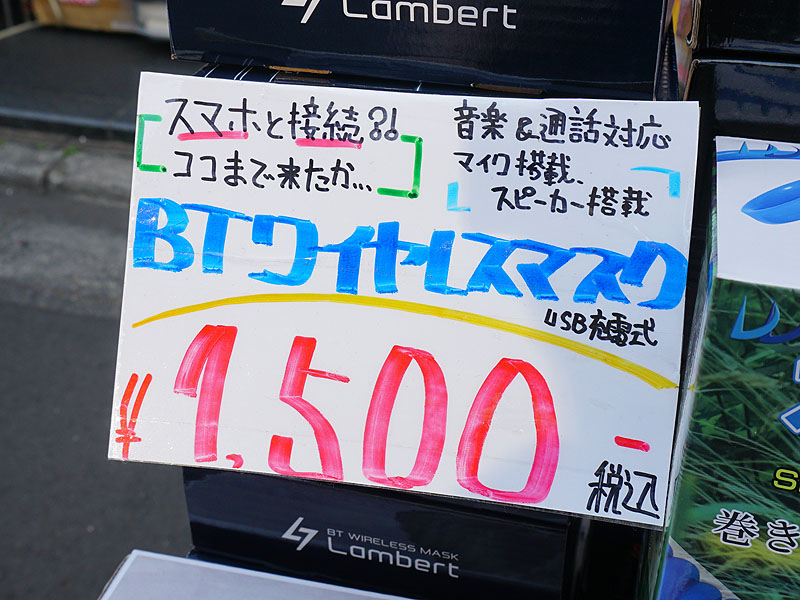 Lambert
スマホと接続?!
ココまで来たか...
音楽&通話対応
マイク搭載、
スピーカー搭載
BTワイヤレスマスク
USB充電式
¥1,500-
税込
BT WIRELESS MASK
Lambert
巻き